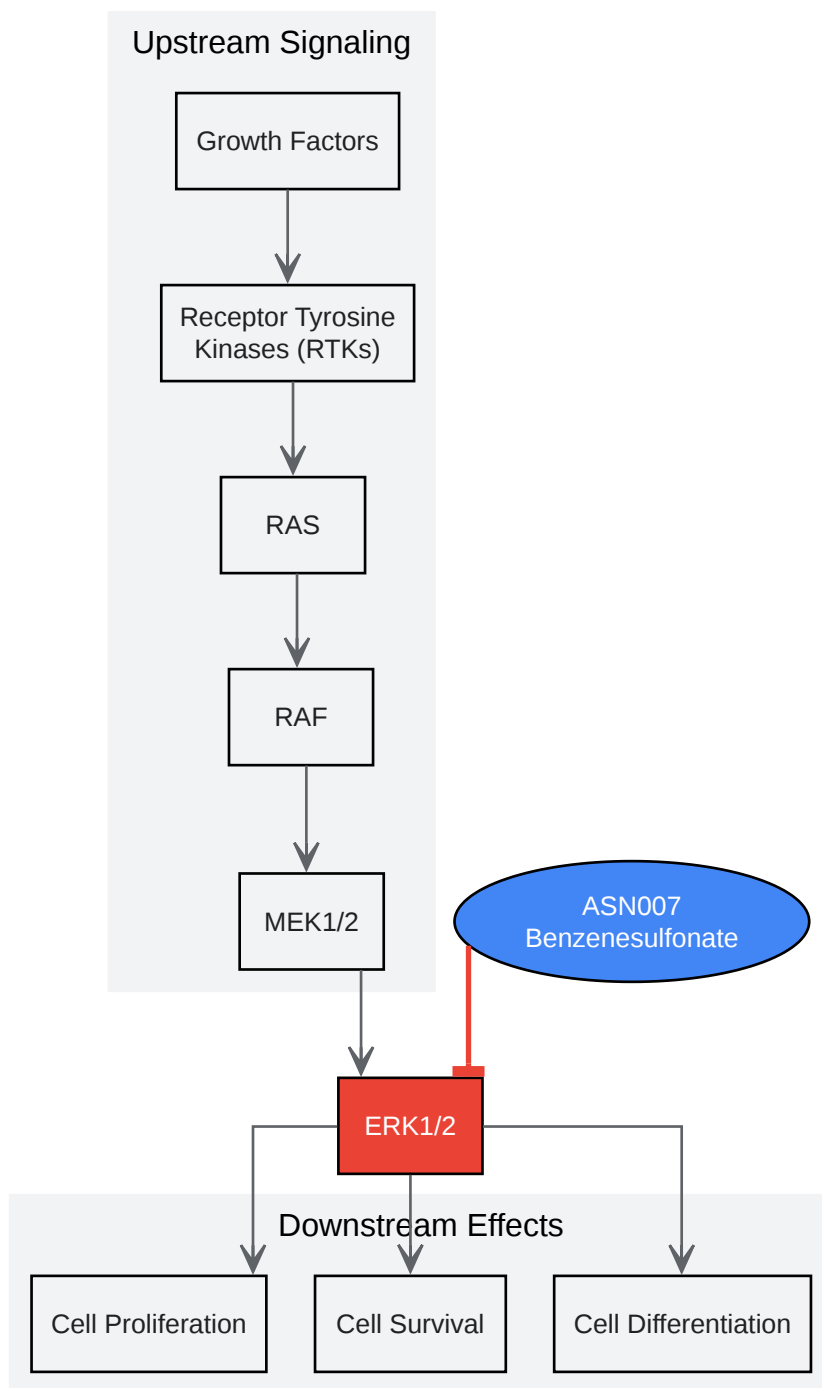 Upstream Signaling
Growth Factors
Receptor Tyrosine
Kinases (RTKs)
RAS
RAF
MEK1/2
ASN007
Benzenesulfonate
ERK1/2
Downstream Effects
Cell Proliferation
Cell Survival
Cell Differentiation